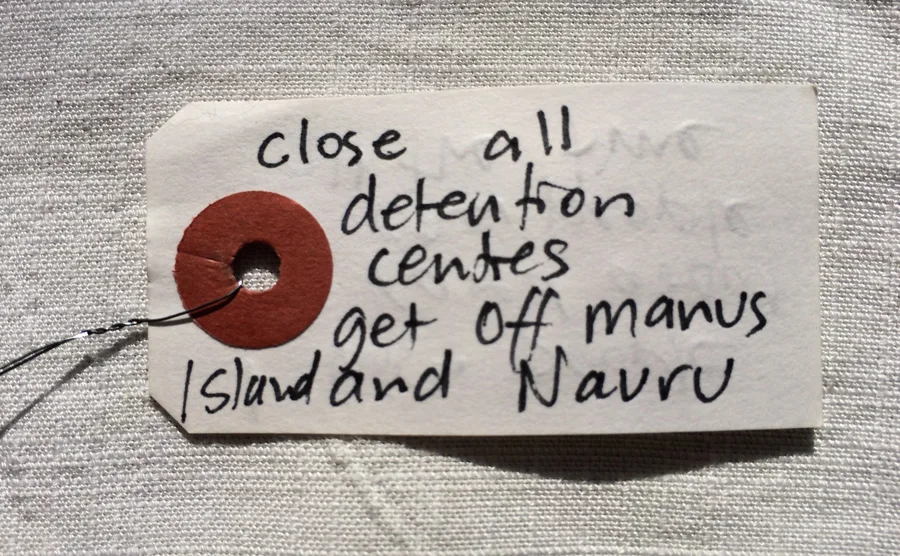 close all
detention
centres
get off manus
Island and Nauru